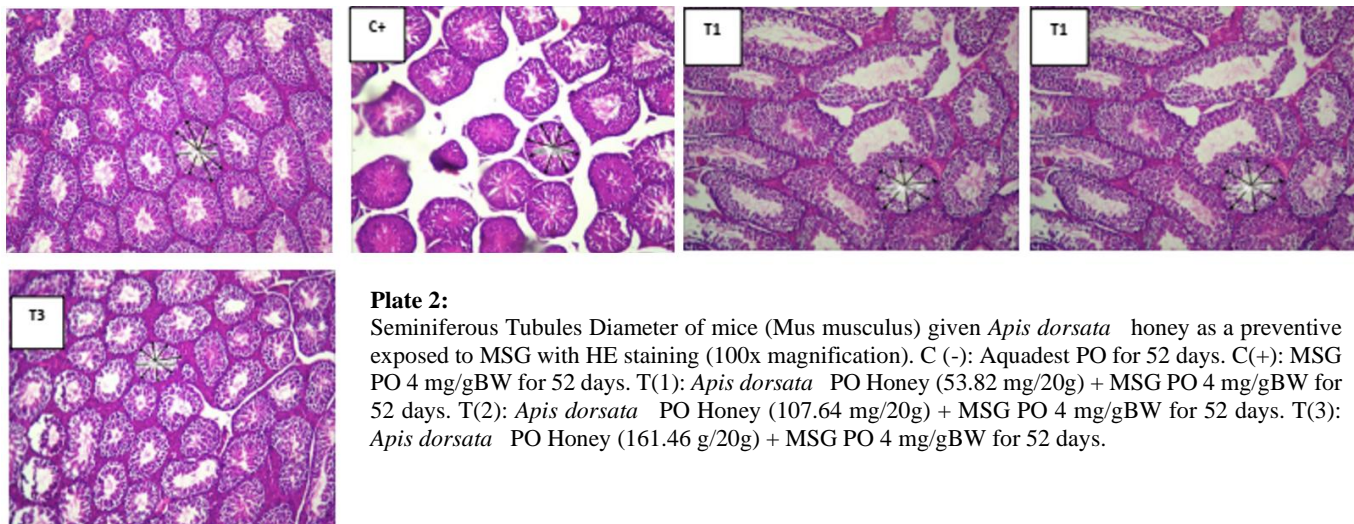 C+
T1
T1
T3
Plate 2:
Seminiferous Tubules Diameter of mice (Mus musculus) given Apis dorsata honey as a preventive
exposed to MSG with HE staining (100x magnification). C (-): Aquadest PO for 52 days. C(+): MSG
PO 4 mg/gBW for 52 days. T(1): Apis dorsata PO Honey (53.82 mg/20g) + MSG PO 4 mg/gBW for
52 days. T(2): Apis dorsata PO Honey (107.64 mg/20g) + MSG PO 4 mg/gBW for 52 days. T(3):
Apis dorsata PO Honey (161.46 g/20g) + MSG PO 4 mg/gBW for 52 days.